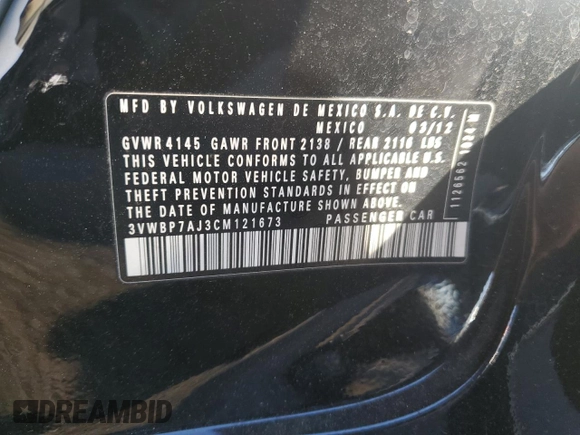 MFD BY VOLKSWAGEN DE MEXICO S.A. DE C.V.
MEXICO 03/12
GVWR 4145 GAWR FRONT 2138 / REAR 2116 LBS
THIS VEHICLE CONFORMS TO ALL APPLICABLE U.S.
FEDERAL MOTOR VEHICLE SAFETY, BUMPER AND
THEFT PREVENTION STANDARDS IN EFFECT ON
DATE OF MANUFACTURE SHOWN ABOVE.
3VWBP7AJ3CM121673 PASSENGER CAR
1126562
DREAMBID